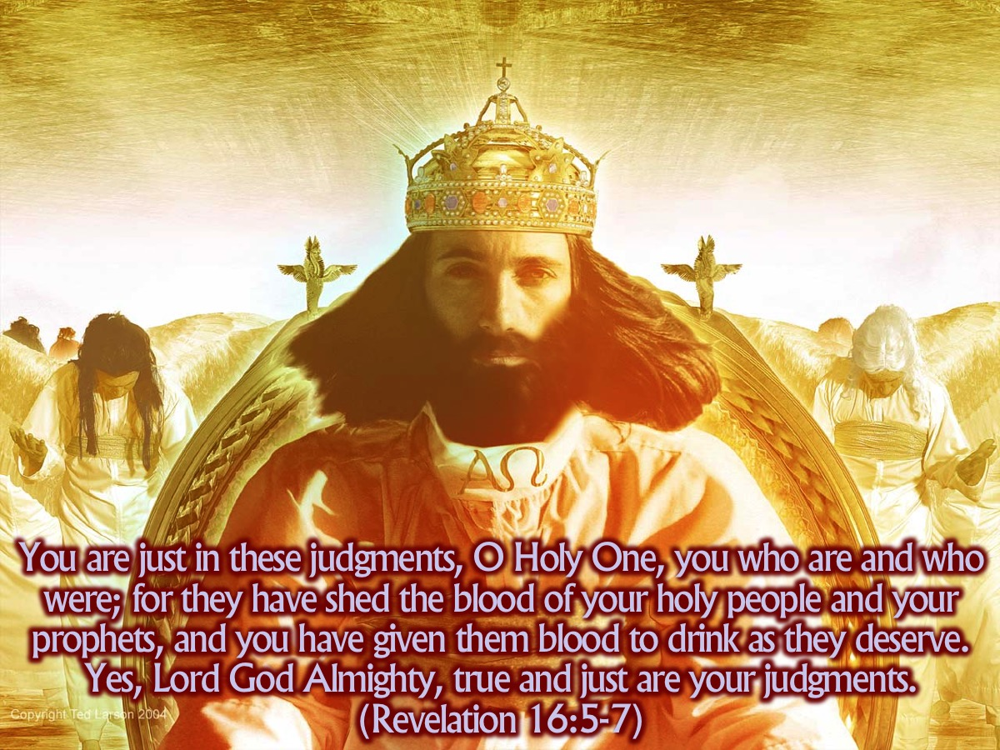 ΑΩ
You are just in these judgments, O Holy One, you who are and who
were; for they have shed the blood of your holy people and your
prophets, and you have given them blood to drink as they deserve.
Yes, Lord God Almighty, true and just are your judgments.
Copyright Ted Larson 2004
(Revelation 16:5-7)